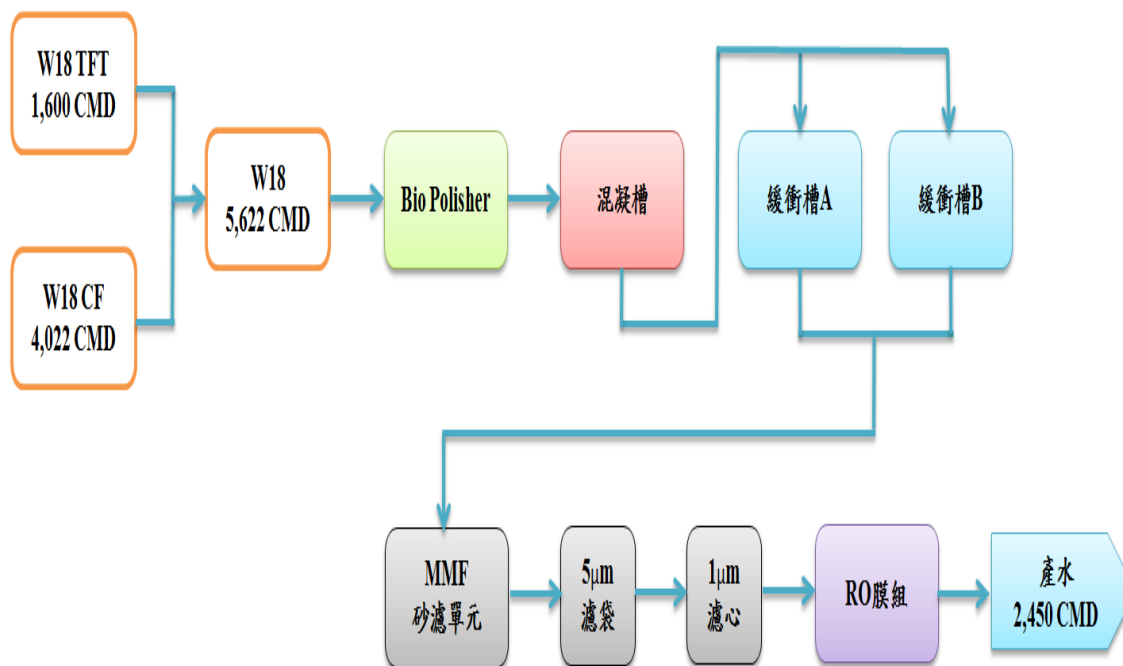 W18 TFT
1,600 CMD
W18 CF
4,022 CMD
W18
5,622 CMD
Bio Polisher
混凝槽
緩衝槽A
緩衝槽B
MMF
砂濾單元
5μm
濾袋
1μm
濾心
RO膜組
產水
2,450 CMD